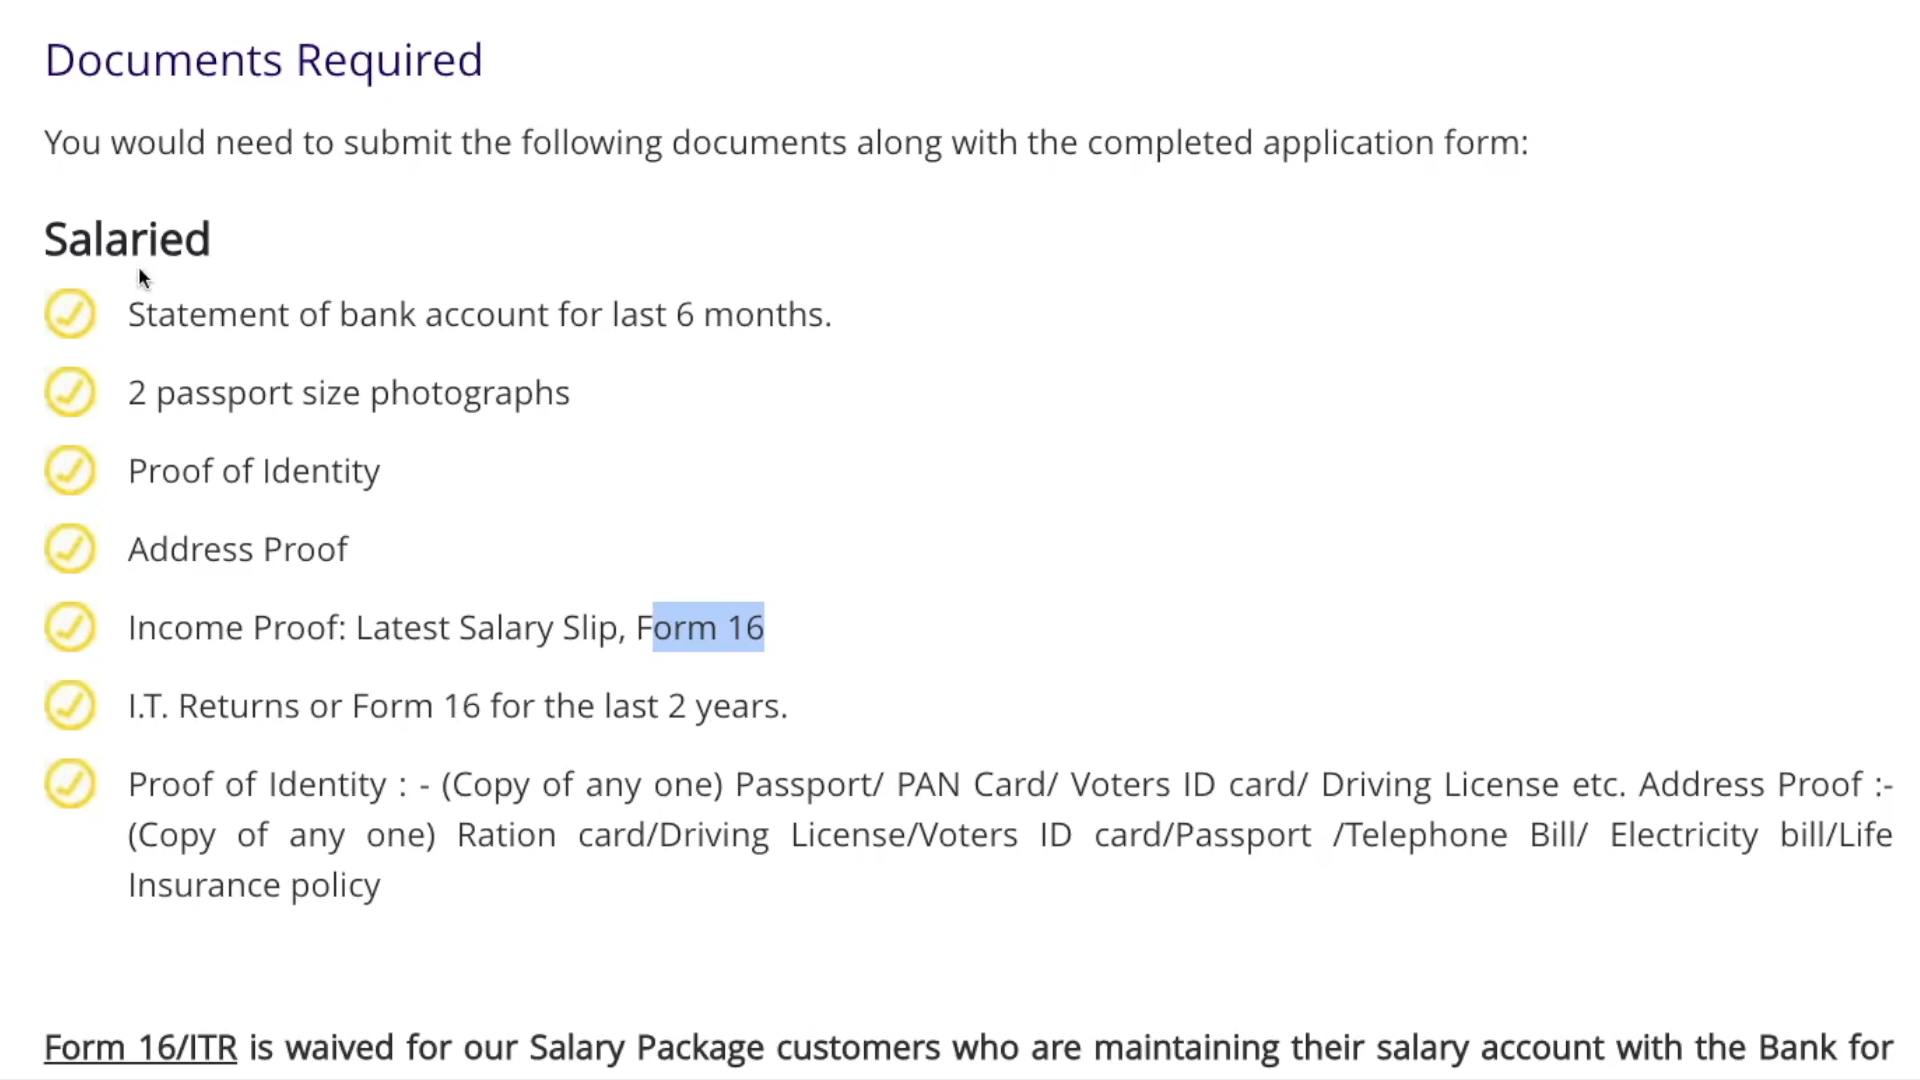 Documents Required
You would need to submit the following documents along with the completed application form:
Salaried
Statement of bank account for last 6 months.
2 passport size photographs
Proof of Identity
Address Proof
Income Proof: Latest Salary Slip, Form 16
I.T. Returns or Form 16 for the last 2 years.
Proof of Identity : - (Copy of any one) Passport/ PAN Card/ Voters ID card/ Driving License etc. Address Proof :-
(Copy of any one) Ration card/Driving License/Voters ID card/Passport /Telephone Bill/ Electricity bill/Life
Insurance policy
Form 16/ITR is waived for our Salary Package customers who are maintaining their salary account with the Bank for